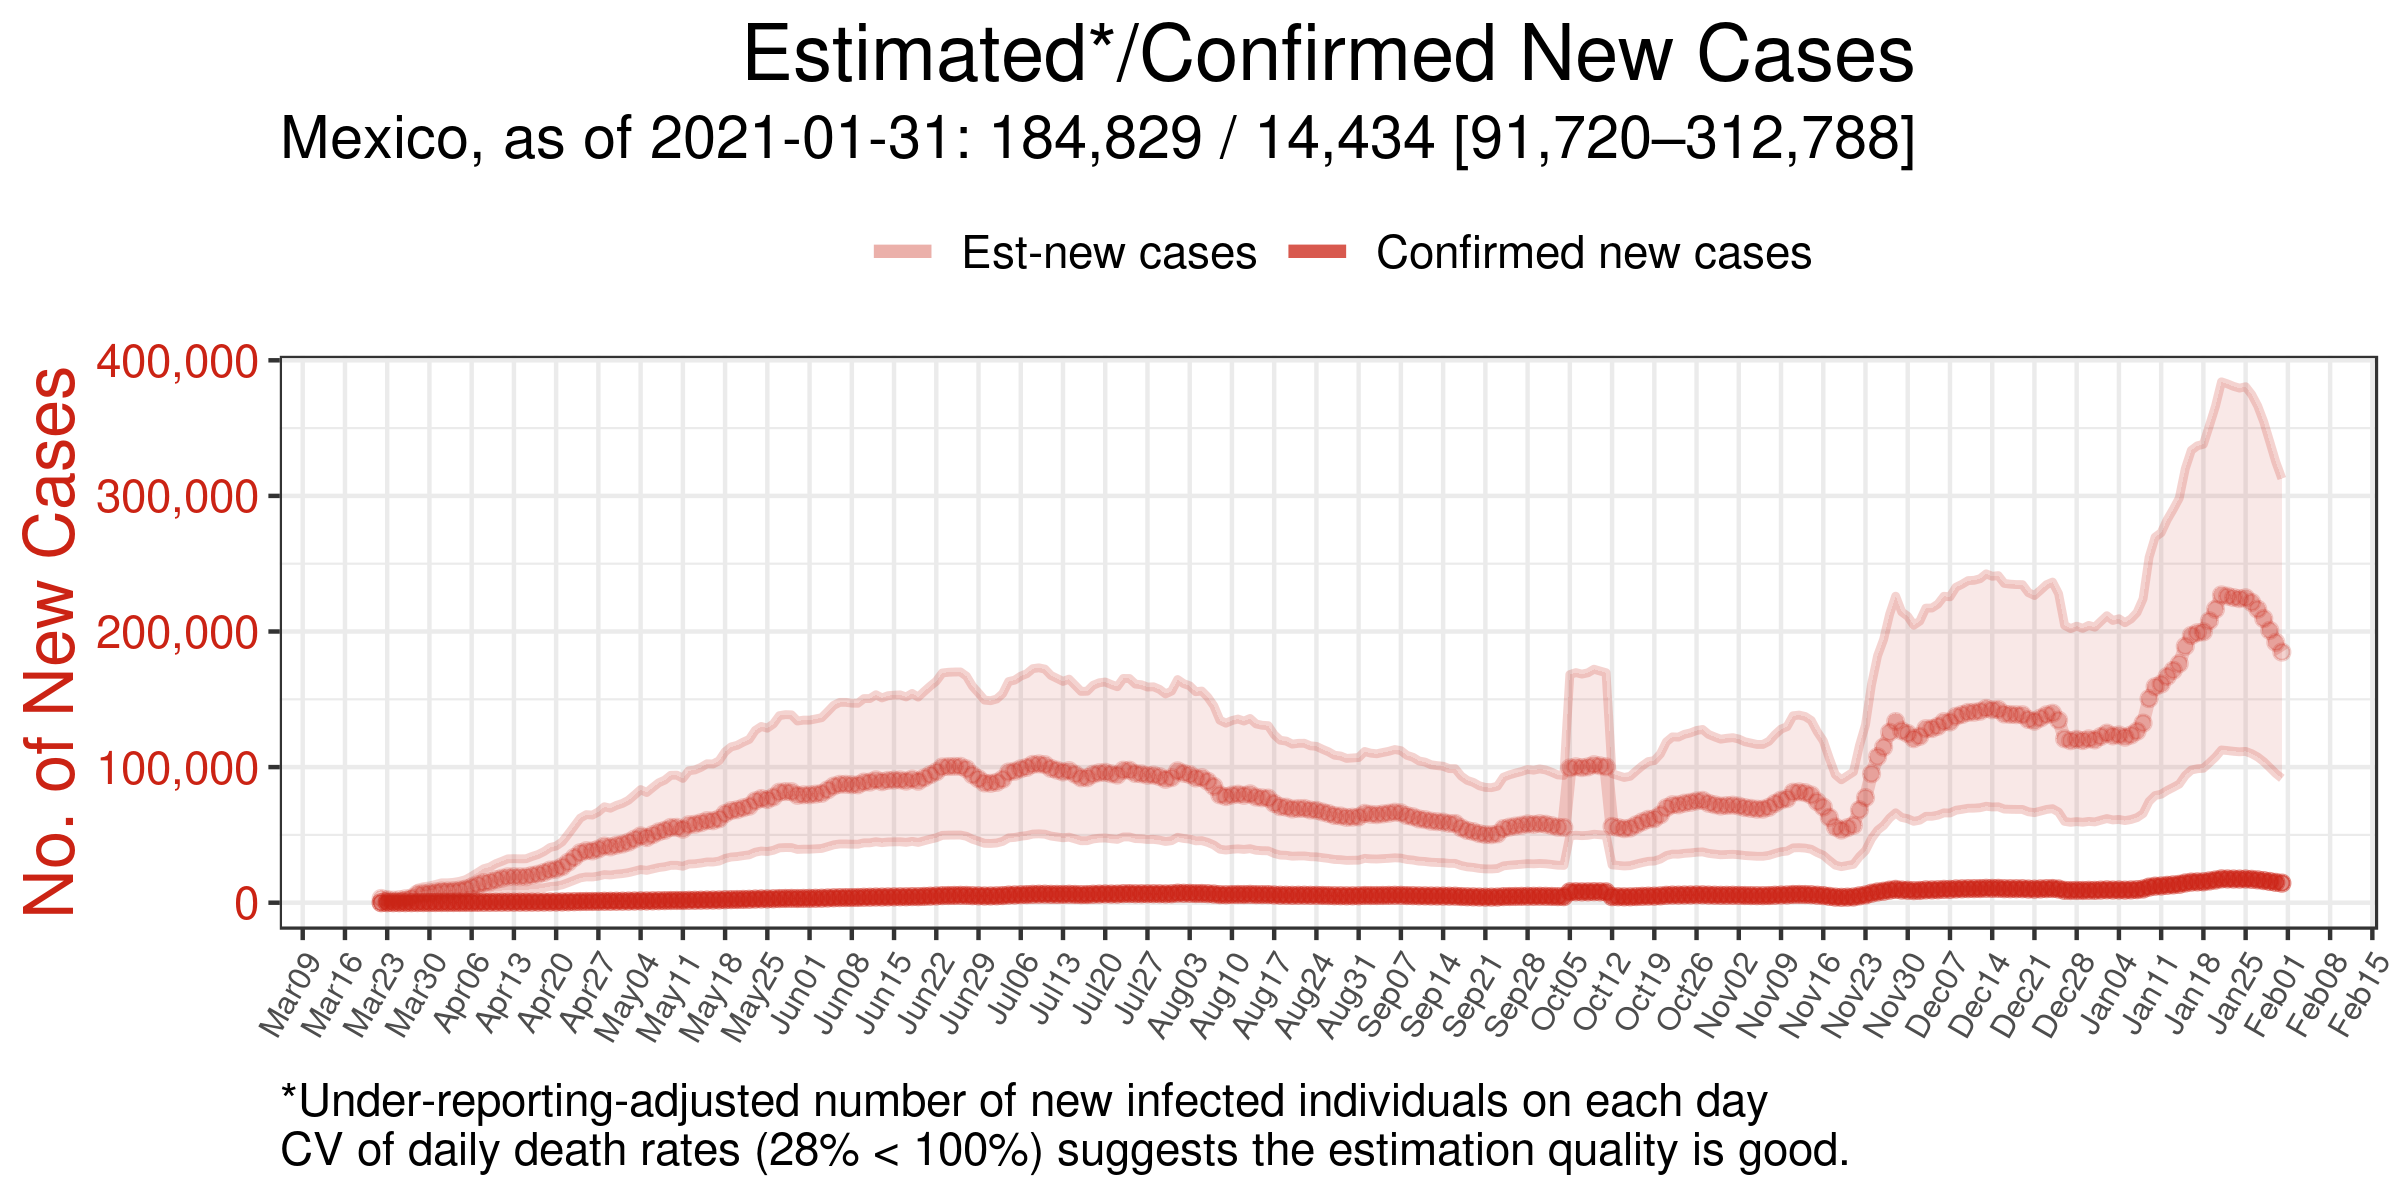 Estimated*/Confirmed New Cases
Mexico, as of 2021-01-31: 184,829 / 14,434 [91,720–312,788]
Est-new cases
Confirmed new cases
No. of New Cases
400,000
300,000
200,000
100,000
0
Mar09
Mar16
Mar23
Mar30
Apr06
Apr13
Apr20
Apr27
May04
May11
May18
May25
Jun01
Jun08
Jun15
Jun22
Jun29
Jul06
Jul13
Jul20
Jul27
Aug03
Aug10
Aug17
Aug24
Aug31
Sep07
Sep14
Sep21
Sep28
Oct05
Oct12
Oct19
Oct26
Nov02
Nov09
Nov16
Nov23
Nov30
Dec07
Dec14
Dec21
Dec28
Jan04
Jan11
Jan18
Jan25
Feb01
Feb08
Feb15
*Under-reporting-adjusted number of new infected individuals on each day
CV of daily death rates (28% < 100%) suggests the estimation quality is good.